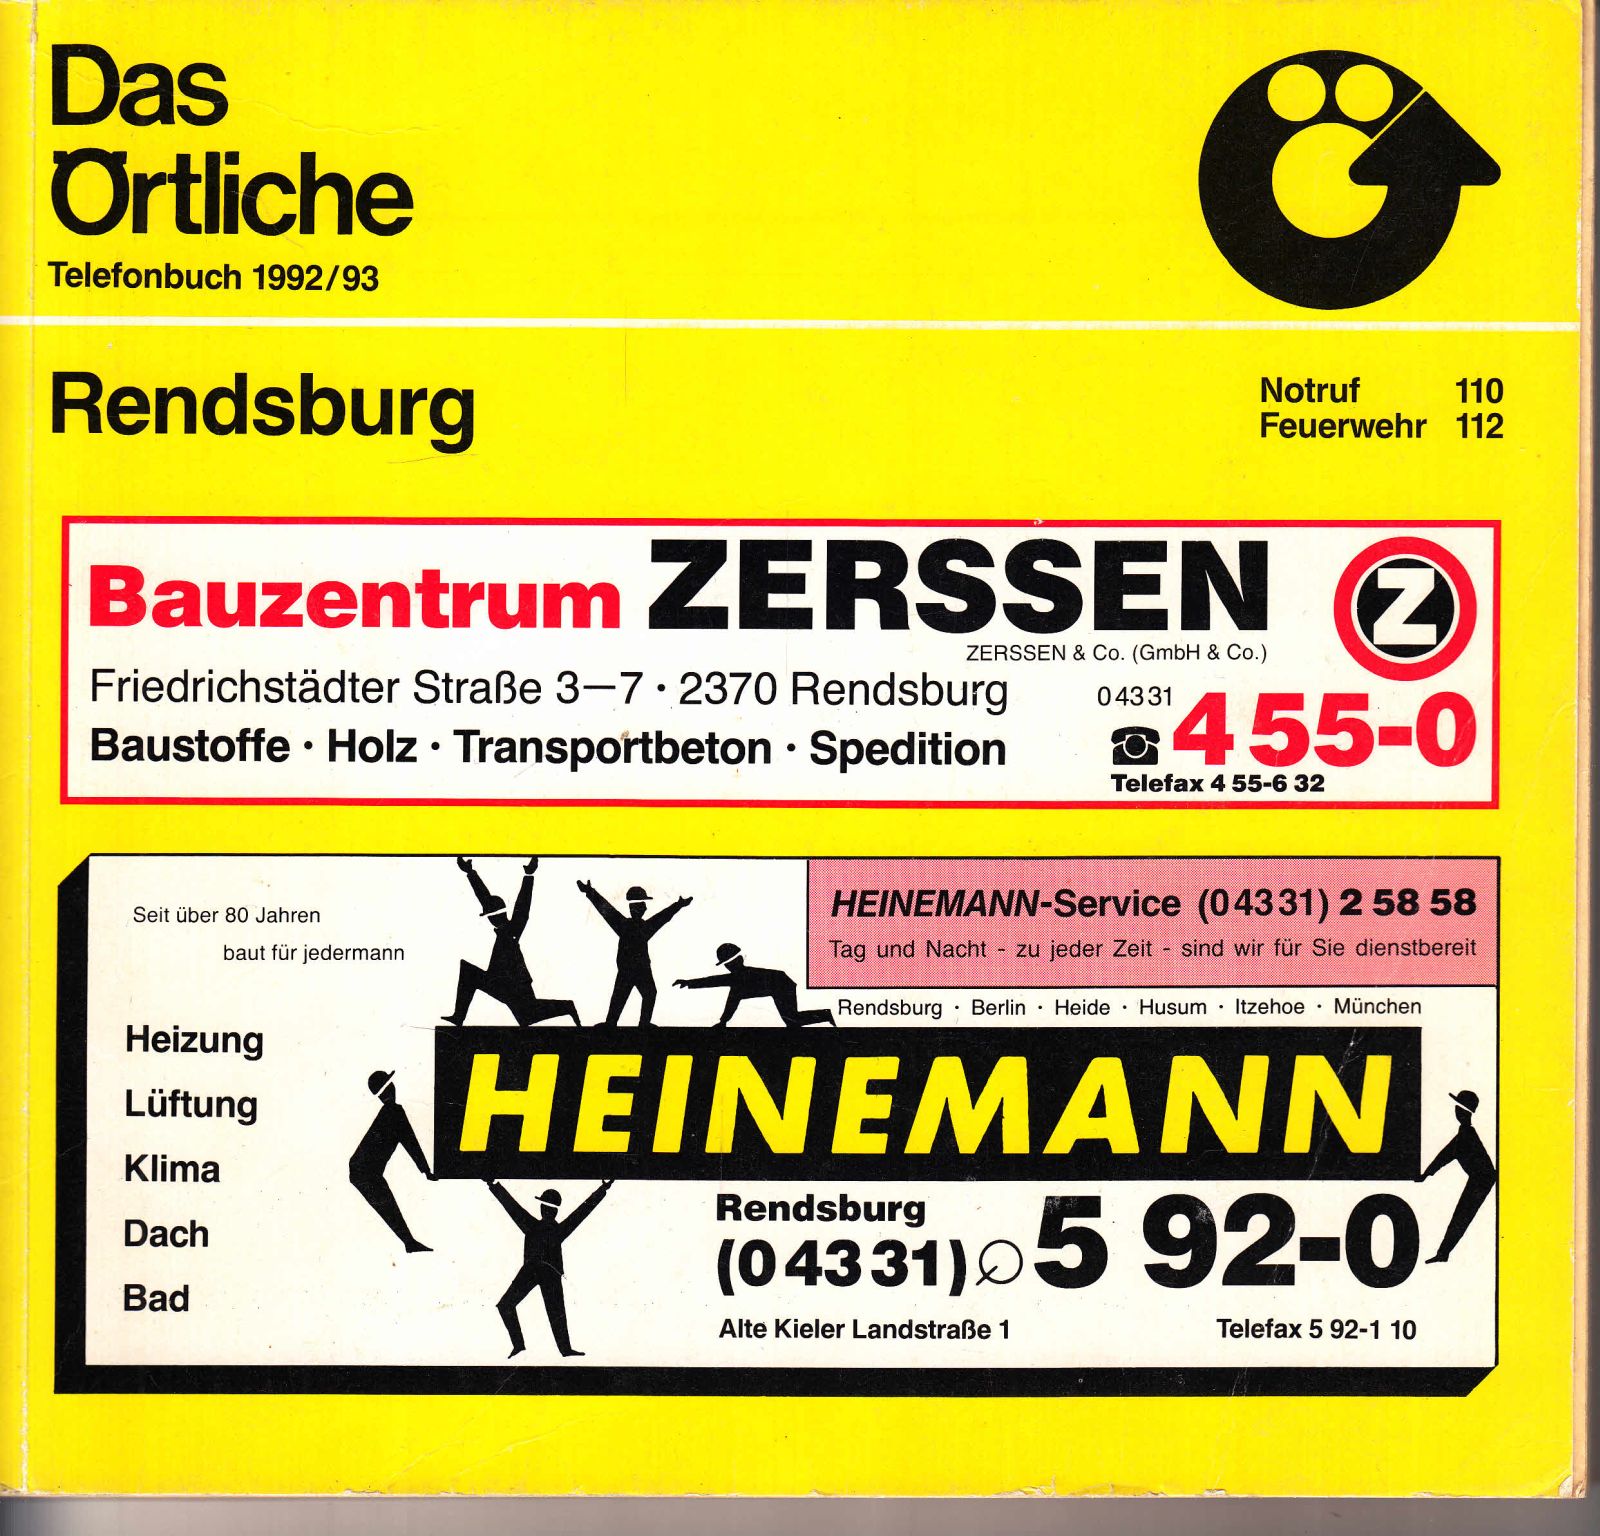 Das
Örtliche
Telefonbuch 1992/93
Rendsburg
Notruf 110
Feuerwehr 112
Bauzentrum ZERSSEN
Z
ZERSSEN & Co. (GmbH & Co.)
Friedrichstädter Straße 3–7 · 2370 Rendsburg
Baustoffe · Holz · Transportbeton · Spedition
04331
☎ 4 55-0
Telefax 4 55-6 32
Seit über 80 Jahren
baut für jedermann
HEINEMANN-Service (04331) 2 58 58
Tag und Nacht - zu jeder Zeit - sind wir für Sie dienstbereit
Rendsburg · Berlin · Heide · Husum · Itzehoe · München
HEINEMANN
Heizung
Lüftung
Klima
Dach
Bad
Rendsburg
(04331) 5 92-0
Alte Kieler Landstraße 1
Telefax 5 92-1 10